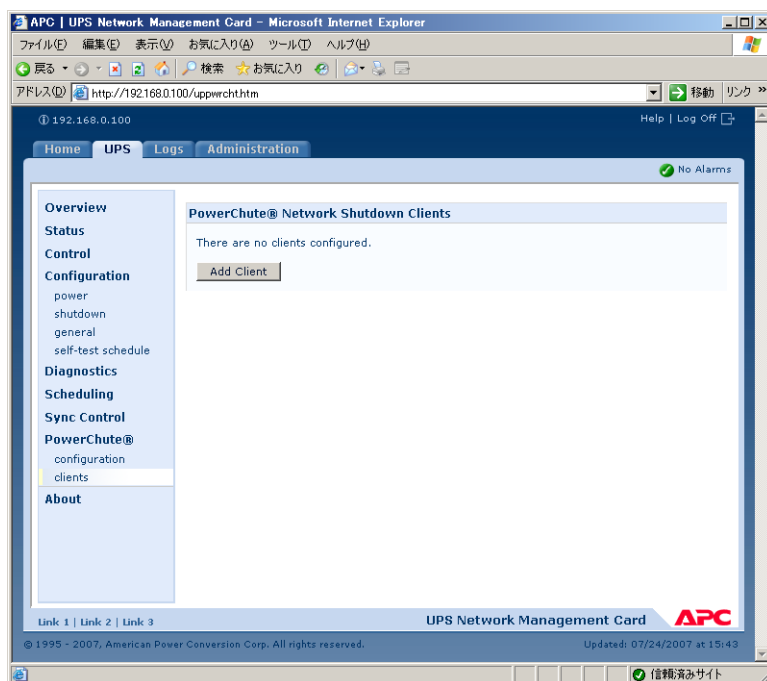 APC | UPS Network Management Card - Microsoft Internet Explorer
ファイル(F) 編集(E) 表示(V) お気に入り(A) ツール(T) ヘルプ(H)
戻る 検索 お気に入り
アドレス(D) http://192.168.0.100/uppwrcht.htm 移動 リンク »
192.168.0.100 Help | Log Off
Home UPS Logs Administration
No Alarms
Overview
Status
Control
Configuration
power
shutdown
general
self-test schedule
Diagnostics
Scheduling
Sync Control
PowerChute®
configuration
clients
About
PowerChute® Network Shutdown Clients
There are no clients configured.
Add Client
Link 1 | Link 2 | Link 3
UPS Network Management Card APC
© 1995 - 2007, American Power Conversion Corp. All rights reserved. Updated: 07/24/2007 at 15:43
信頼済みサイト